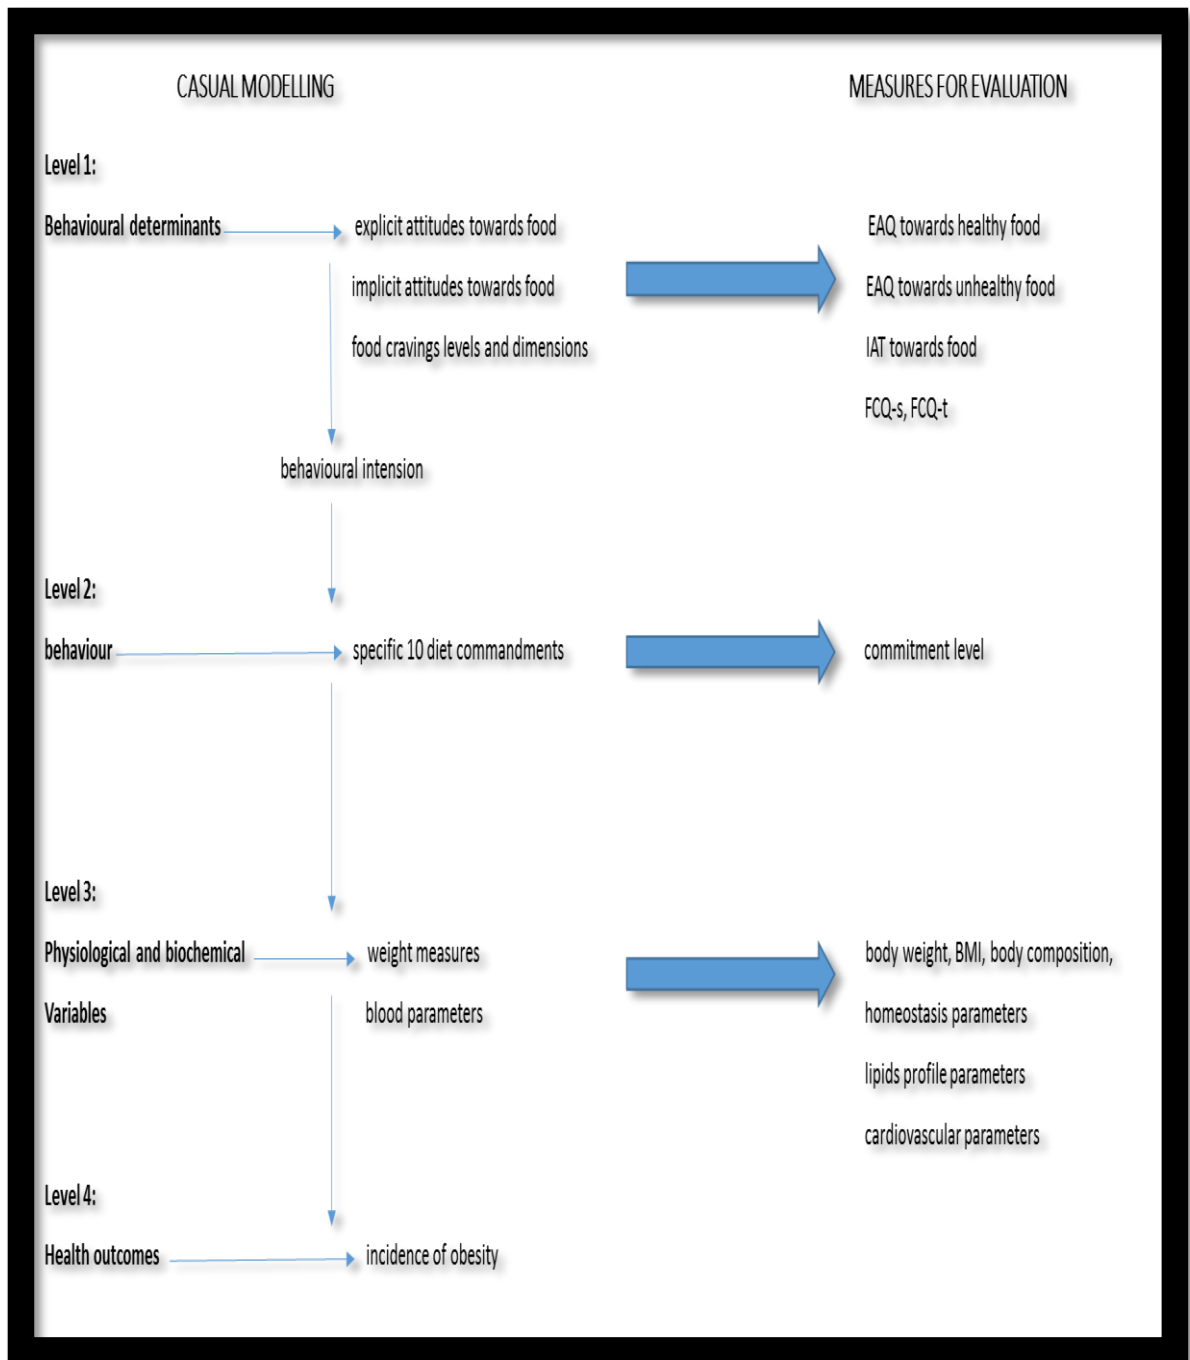 CASUAL MODELLING MEASURES FOR EVALUATION
Level 1:
Behavioural determinants explicit attitudes towards food EAQ towards healthy food
implicit attitudes towards food EAQ towards unhealthy food
food cravings levels and dimensions IAT towards food
FCQ-s, FCQ-t
behavioural intension
Level 2:
behaviour specific 10 diet commandments commitment level
Level 3:
Physiological and biochemical weight measures body weight, BMI, body composition,
Variables blood parameters homeostasis parameters
lipids profile parameters
cardiovascular parameters
Level 4:
Health outcomes incidence of obesity